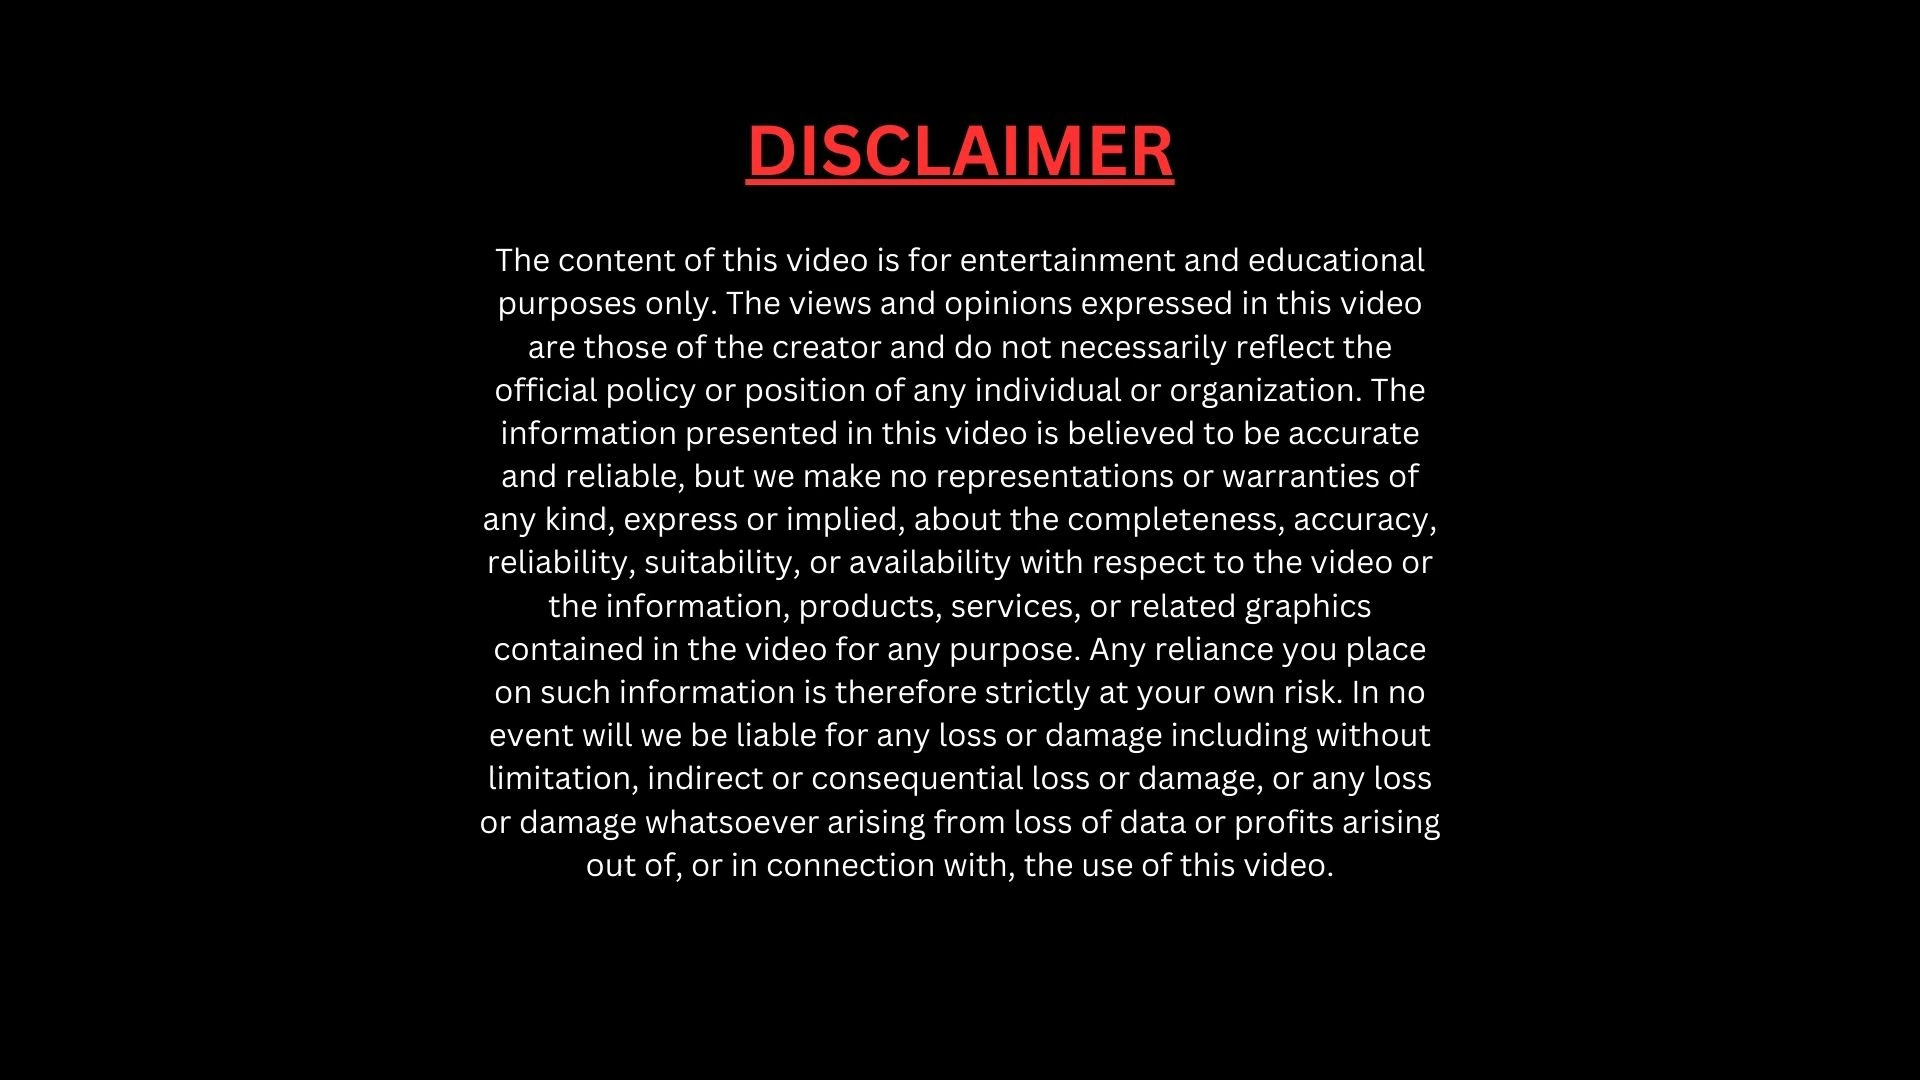 DISCLAIMER
The content of this video is for entertainment and educational
purposes only. The views and opinions expressed in this video
are those of the creator and do not necessarily reflect the
official policy or position of any individual or organization. The
information presented in this video is believed to be accurate
and reliable, but we make no representations or warranties of
any kind, express or implied, about the completeness, accuracy,
reliability, suitability, or availability with respect to the video or
the information, products, services, or related graphics
contained in the video for any purpose. Any reliance you place
on such information is therefore strictly at your own risk. In no
event will we be liable for any loss or damage including without
limitation, indirect or consequential loss or damage, or any loss
or damage whatsoever arising from loss of data or profits arising
out of, or in connection with, the use of this video.